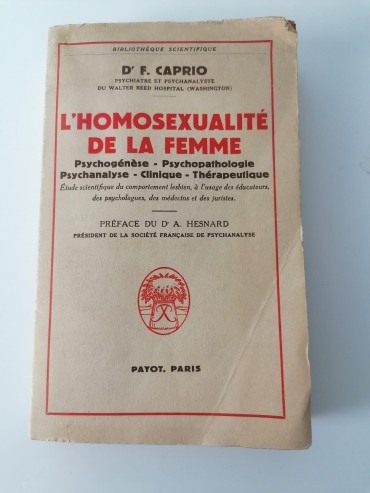 BIBLIOTHÈQUE SCIENTIFIQUE
Dr F. CAPRIO
PSYCHIATRE ET PSYCHANALYSTE
DU WALTER REED HOSPITAL (WASHINGTON)
L'HOMOSEXUALITÉ
DE LA FEMME
Psychogénèse - Psychopathologie
Psychanalyse - Clinique - Thérapeutique
Étude scientifique du comportement lesbien, à l'usage des éducateurs,
des psychologues, des médecins et des juristes.
PRÉFACE DU Dr A. HESNARD
PRÉSIDENT DE LA SOCIÉTÉ FRANÇAISE DE PSYCHANALYSE
PAYOT, PARIS